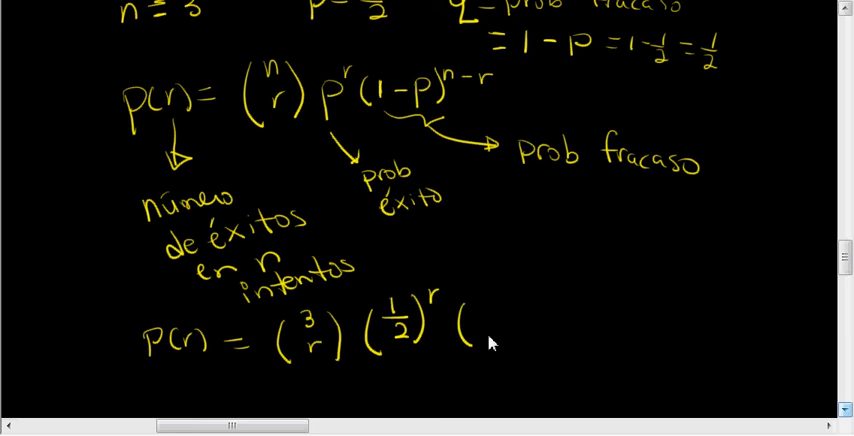 n = 3 p = 1/2 q = prob fracaso
= 1 - p = 1 - 1/2 = 1/2
p(r) = (n r) p^r (1-p)^n-r
prob fracaso
prob
éxito
número
de éxitos
en r
intentos
p(r) = (3 r) (1/2)^r (